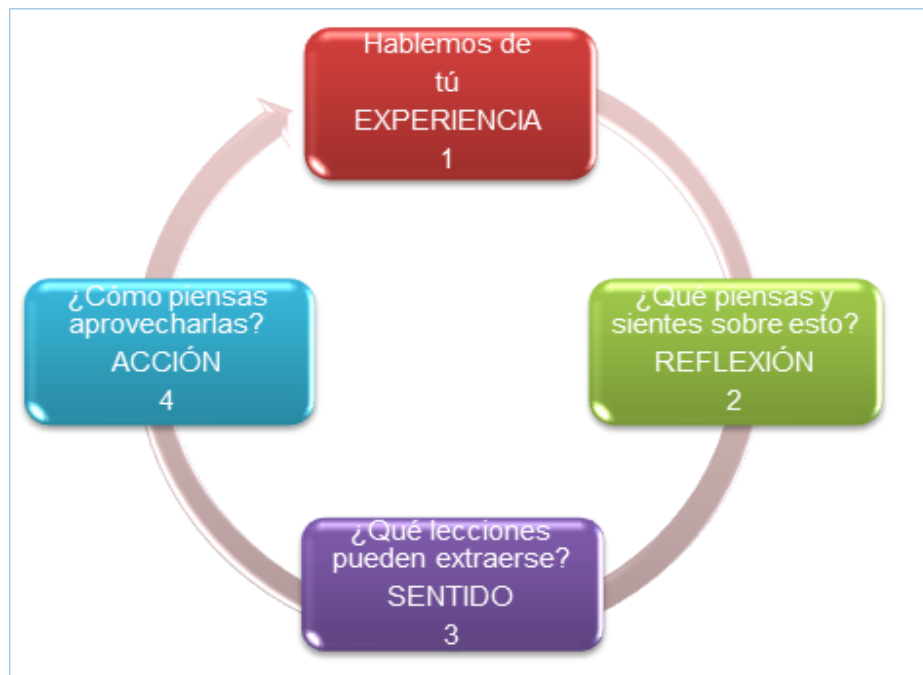 Hablemos de
tú
EXPERIENCIA
1
¿Qué piensas y
sientes sobre esto?
REFLEXIÓN
2
¿Qué lecciones
pueden extraerse?
SENTIDO
3
¿Cómo piensas
aprovecharlas?
ACCIÓN
4